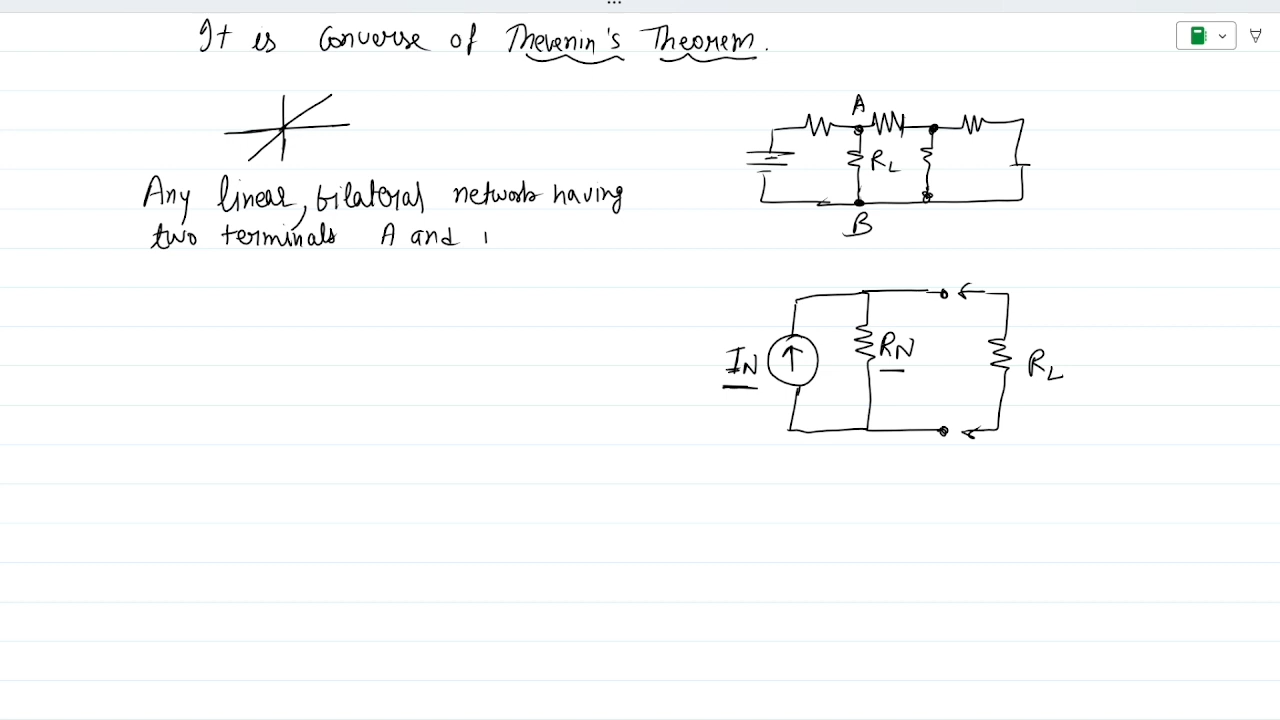 It is converse of Thevenin's Theorem.
Any linear, bilateral network having
two terminals A and
A
RL
B
IN
RN
RL